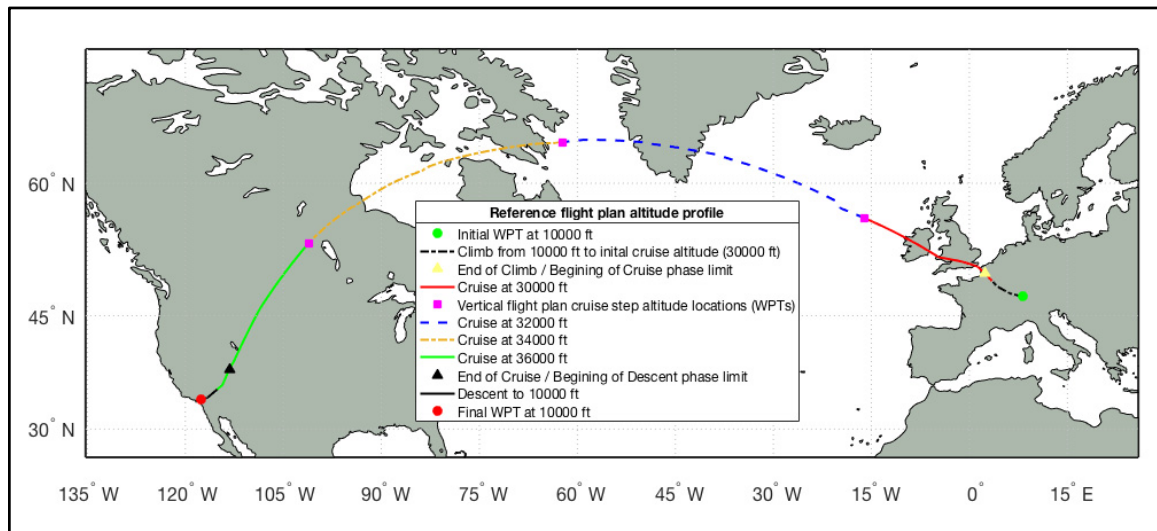 60° N
45° N
30° N
Reference flight plan altitude profile
Initial WPT at 10000 ft
Climb from 10000 ft to inital cruise altitude (30000 ft)
End of Climb / Begining of Cruise phase limit
Cruise at 30000 ft
Vertical flight plan cruise step altitude locations (WPTs)
Cruise at 32000 ft
Cruise at 34000 ft
Cruise at 36000 ft
End of Cruise / Begining of Descent phase limit
Descent to 10000 ft
Final WPT at 10000 ft
135° W 120° W 105° W 90° W 75° W 60° W 45° W 30° W 15° W 0° 15° E